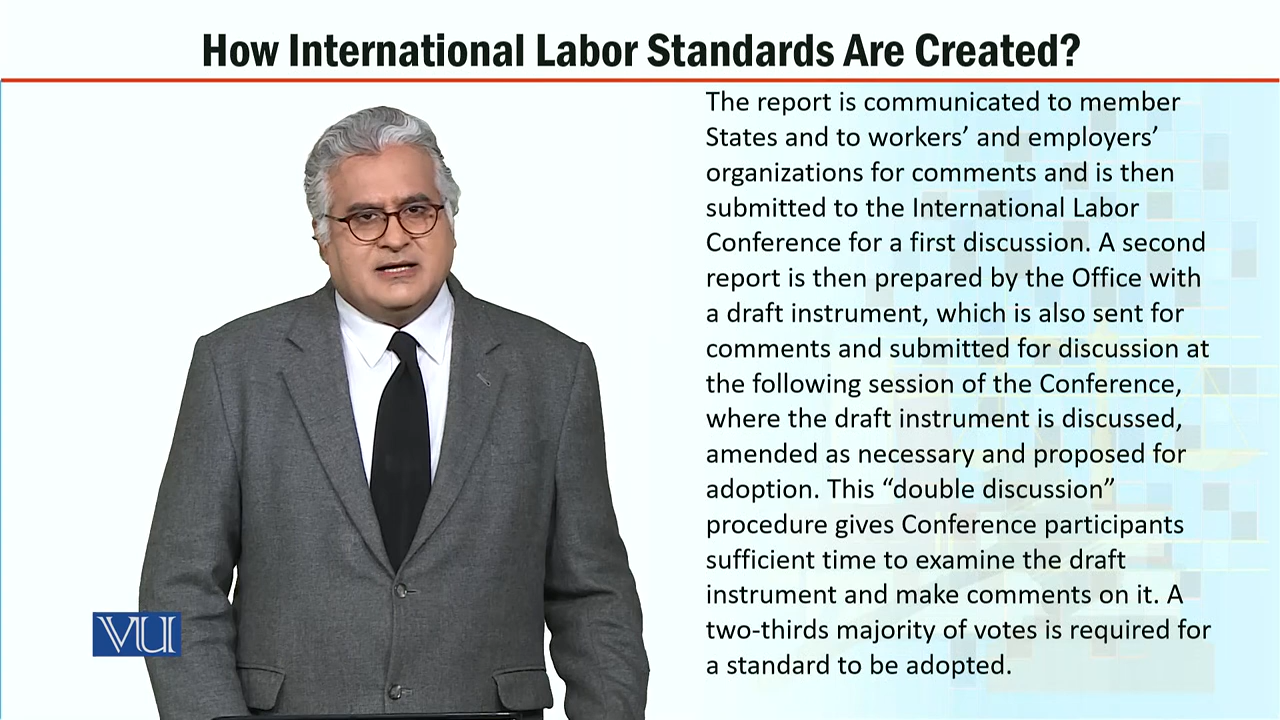 How International Labor Standards Are Created?
The report is communicated to member
States and to workers’ and employers’
organizations for comments and is then
submitted to the International Labor
Conference for a first discussion. A second
report is then prepared by the Office with
a draft instrument, which is also sent for
comments and submitted for discussion at
the following session of the Conference,
where the draft instrument is discussed,
amended as necessary and proposed for
adoption. This “double discussion”
procedure gives Conference participants
sufficient time to examine the draft
instrument and make comments on it. A
two-thirds majority of votes is required for
a standard to be adopted.
VU